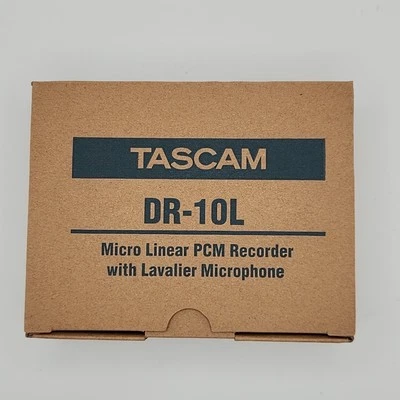 TASCAM
DR-10L
Micro Linear PCM Recorder
with Lavalier Microphone